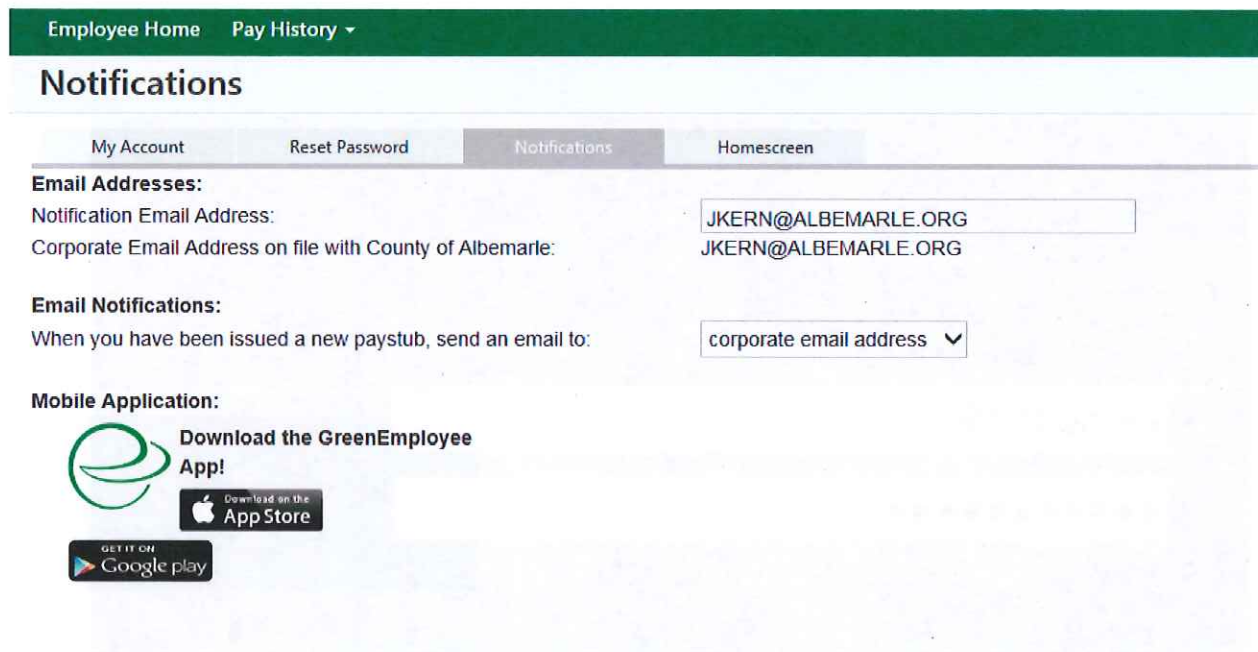 Employee Home Pay History
Notifications
My Account Reset Password Notifications Homescreen
Email Addresses:
Notification Email Address: JKERN@ALBEMARLE.ORG
Corporate Email Address on file with County of Albemarle: JKERN@ALBEMARLE.ORG
Email Notifications:
When you have been issued a new paystub, send an email to: corporate email address
Mobile Application:
Download the GreenEmployee
App!
Download on the
App Store
GET IT ON
Google play